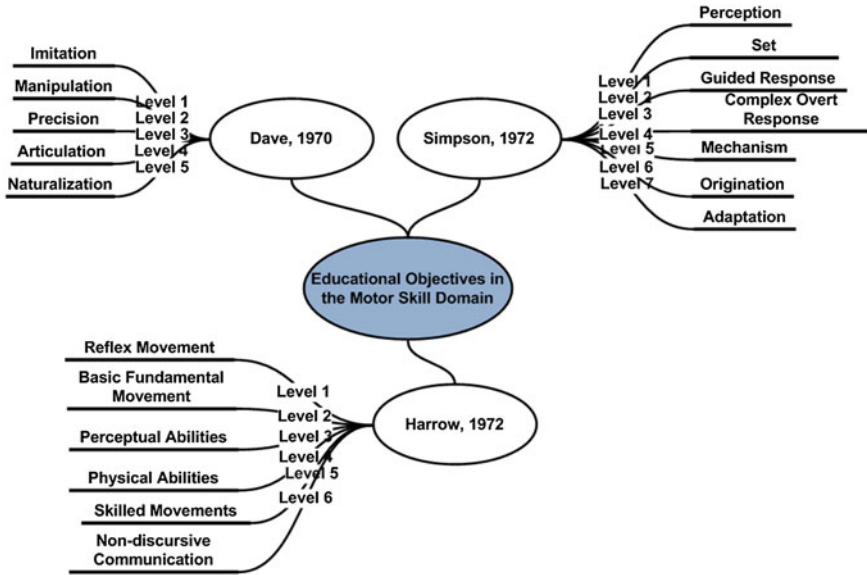 Imitation
Manipulation
Precision
Articulation
Naturalization
Level 1
Level 2
Level 3
Level 4
Level 5
Dave, 1970
Simpson, 1972
Level 1
Level 2
Level 3
Level 4
Level 5
Level 6
Level 7
Perception
Set
Guided Response
Complex Overt
Response
Mechanism
Origination
Adaptation
Educational Objectives in
the Motor Skill Domain
Reflex Movement
Basic Fundamental
Movement
Perceptual Abilities
Physical Abilities
Skilled Movements
Non-discursive
Communication
Level 1
Level 2
Level 3
Level 4
Level 5
Level 6
Harrow, 1972